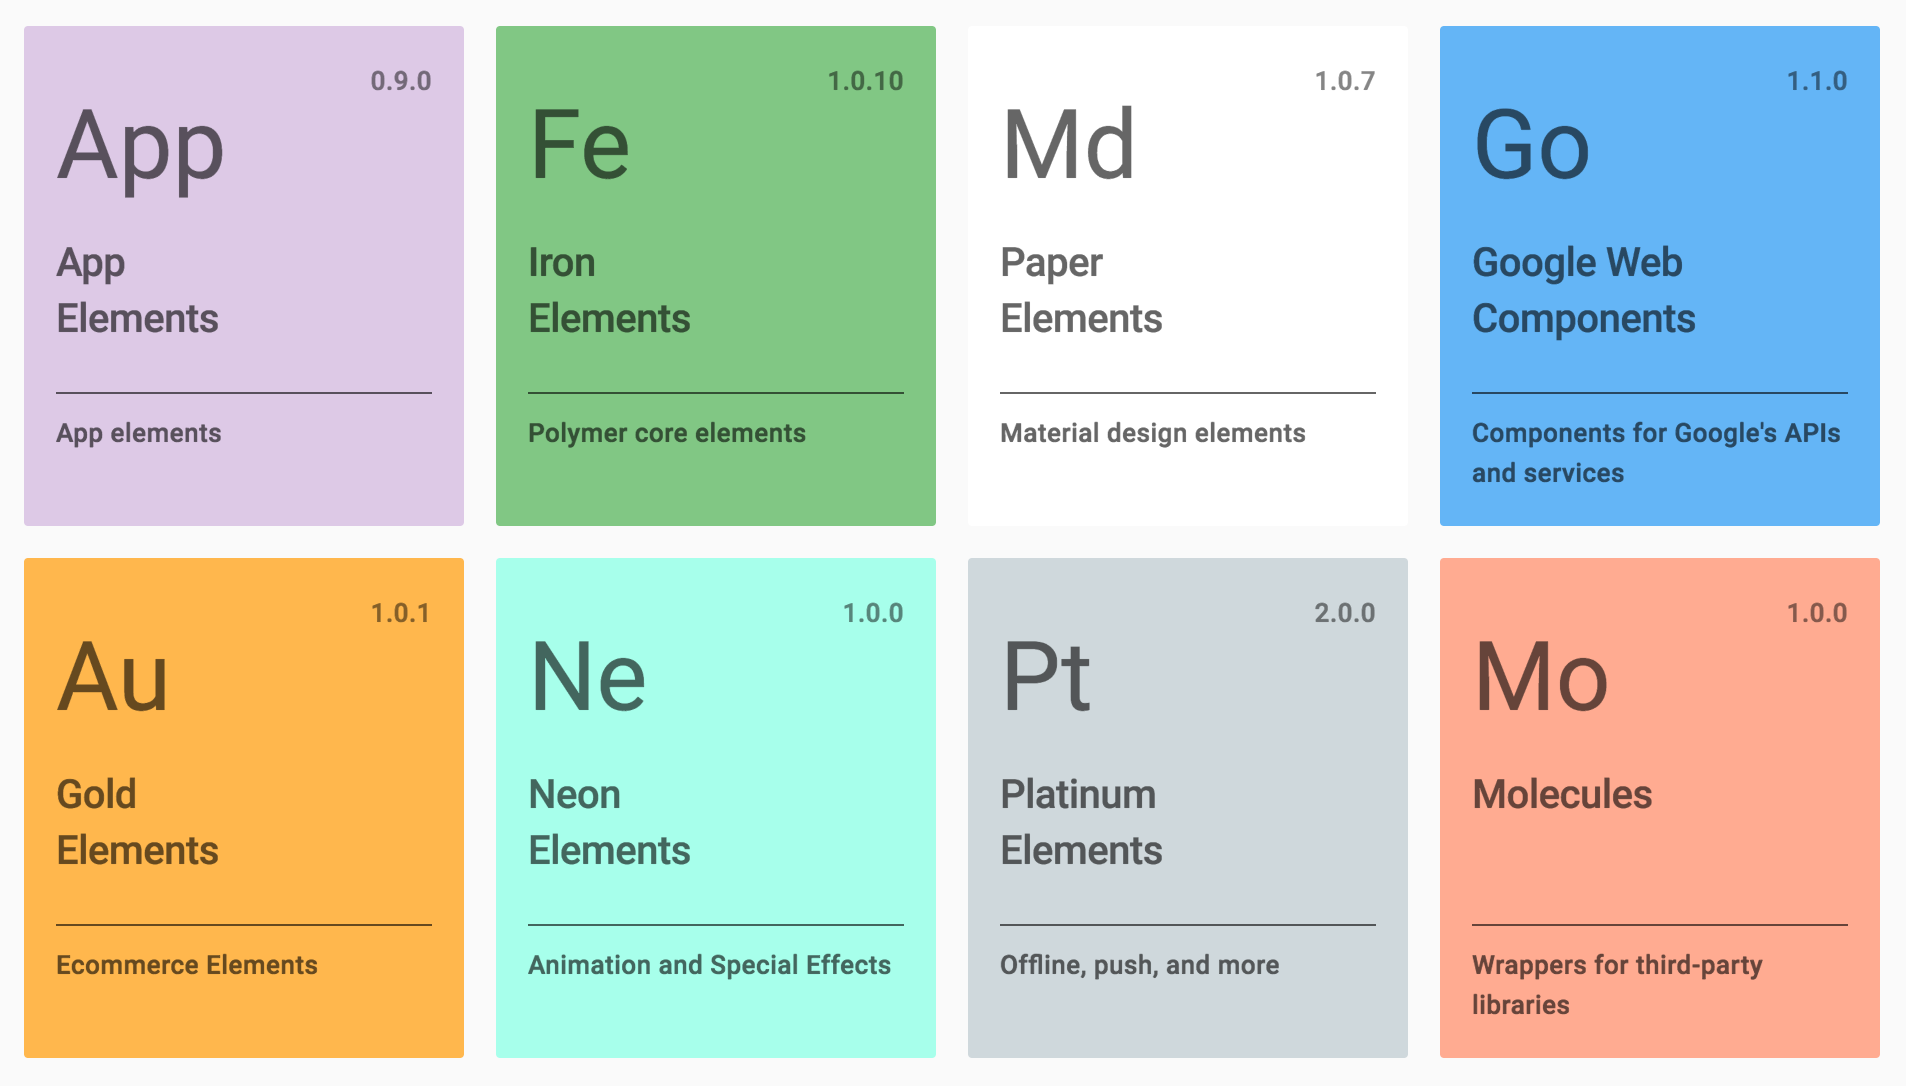 0.9.0
App
App
Elements
App elements
1.0.10
Fe
Iron
Elements
Polymer core elements
1.0.7
Md
Paper
Elements
Material design elements
1.1.0
Go
Google Web
Components
Components for Google's APIs
and services
1.0.1
Au
Gold
Elements
Ecommerce Elements
1.0.0
Ne
Neon
Elements
Animation and Special Effects
2.0.0
Pt
Platinum
Elements
Offline, push, and more
1.0.0
Mo
Molecules
Wrappers for third-party
libraries